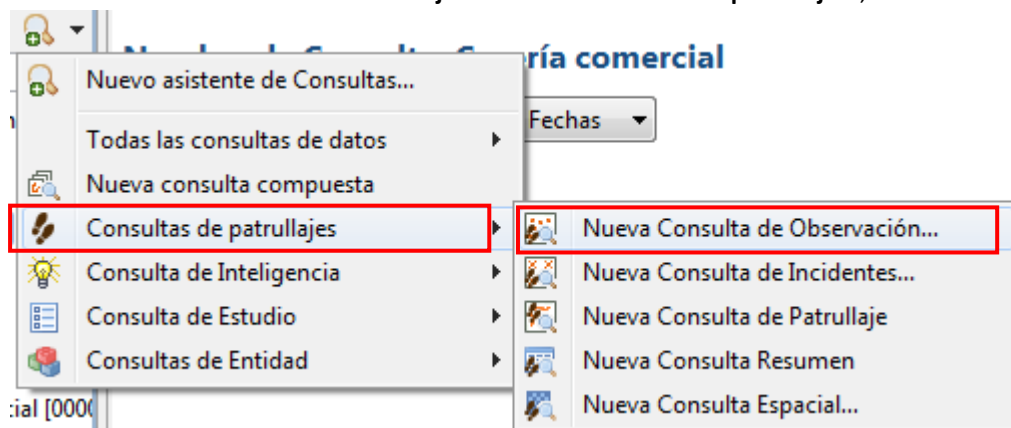 ría comercial
Nuevo asistente de Consultas...
Fechas
Todas las consultas de datos
Nueva consulta compuesta
Consultas de patrullajes
Nueva Consulta de Observación...
Consulta de Inteligencia
Nueva Consulta de Incidentes...
Consulta de Estudio
Nueva Consulta de Patrullaje
Consultas de Entidad
Nueva Consulta Resumen
Nueva Consulta Espacial...